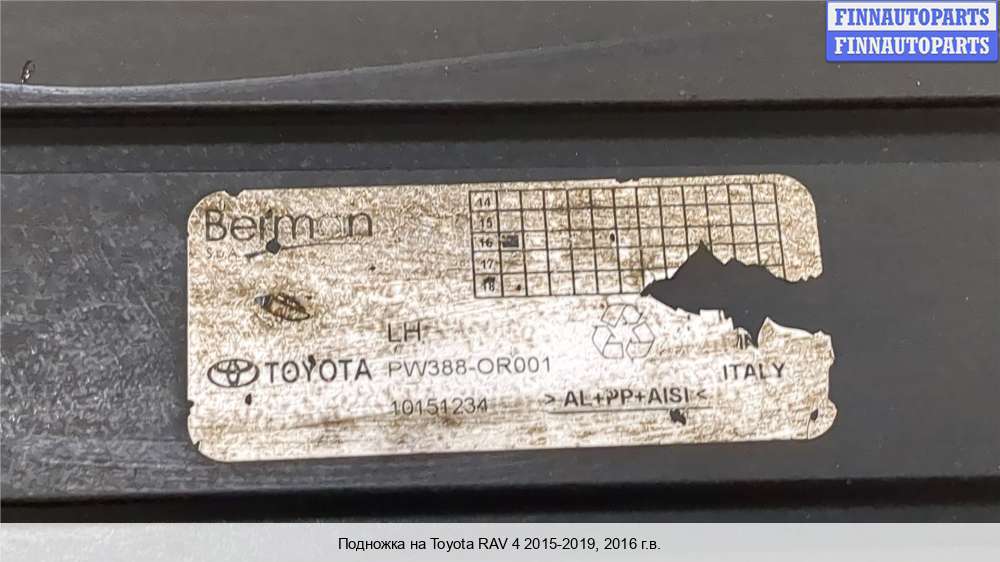 FINNAUTOPARTS
FINNAUTOPARTS
Berman
S.p.A.
14
15
16
17
18
LH
TOYOTA PW388-OR001
ITALY
10151234
> AL+PP+AISI <
Подножка на Toyota RAV 4 2015-2019, 2016 г.в.